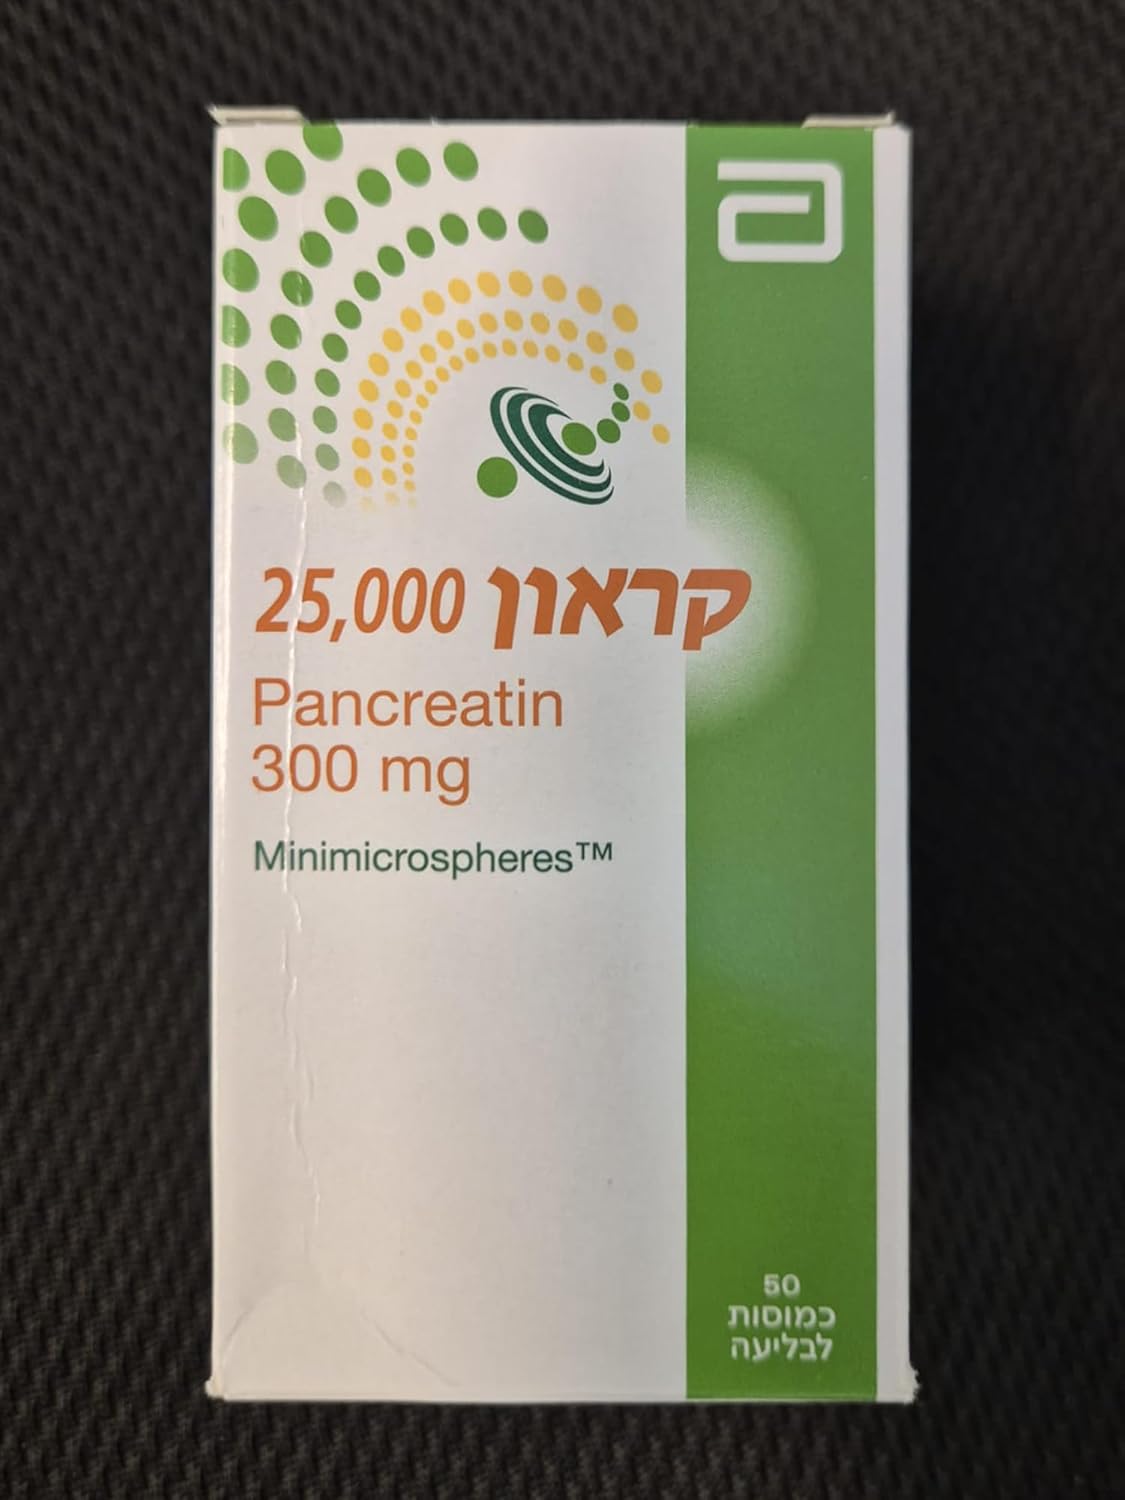 קראון 25,000
Pancreatin
300 mg
Minimicrospheres™
50
כמוסות
לבליעה